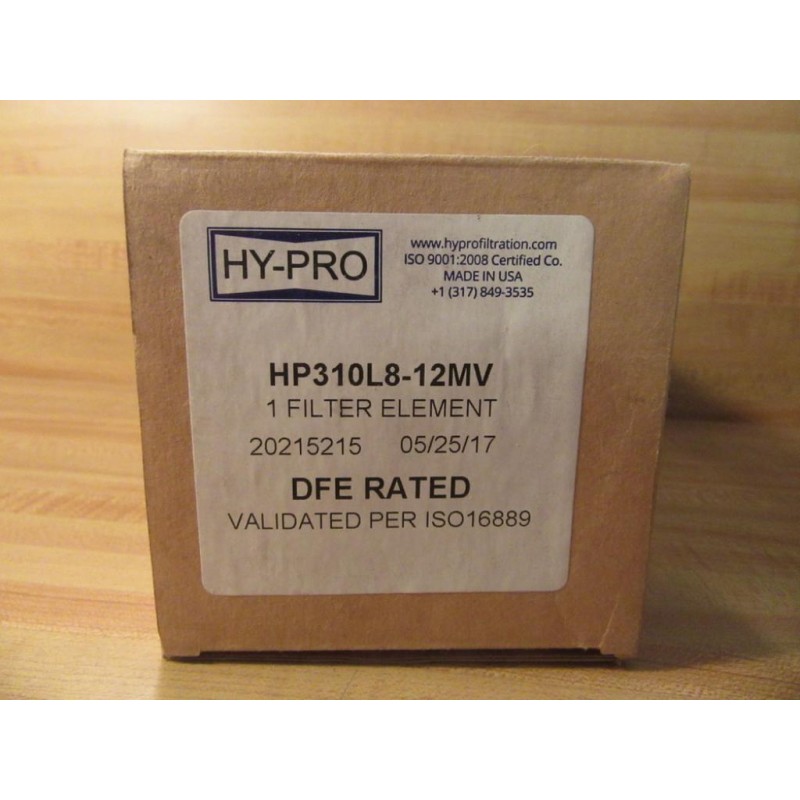 HY-PRO
www.hyprofiltration.com
ISO 9001:2008 Certified Co.
MADE IN USA
+1 (317) 849-3535
HP310L8-12MV
1 FILTER ELEMENT
20215215 05/25/17
DFE RATED
VALIDATED PER ISO16889